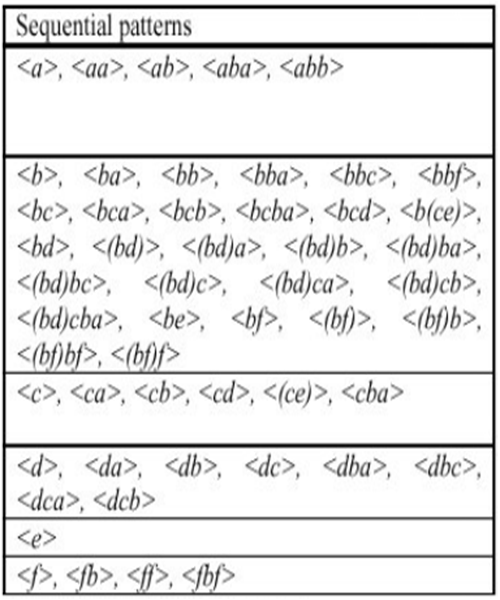 Sequential patterns
<a>, <aa>, <ab>, <aba>, <abb>
<b>, <ba>, <bb>, <bba>, <bbc>, <bbf>,
<bc>, <bca>, <bcb>, <bcba>, <bcd>, <b(ce)>,
<bd>, <(bd)>, <(bd)a>, <(bd)b>, <(bd)ba>,
<(bd)bc>, <(bd)c>, <(bd)ca>, <(bd)cb>,
<(bd)cba>, <be>, <bf>, <(bf)>, <(bf)b>,
<(bf)bf>, <(bf)f>
<c>, <ca>, <cb>, <cd>, <(ce)>, <cba>
<d>, <da>, <db>, <dc>, <dba>, <dbc>,
<dca>, <dcb>
<e>
<f>, <fb>, <ff>, <fbf>